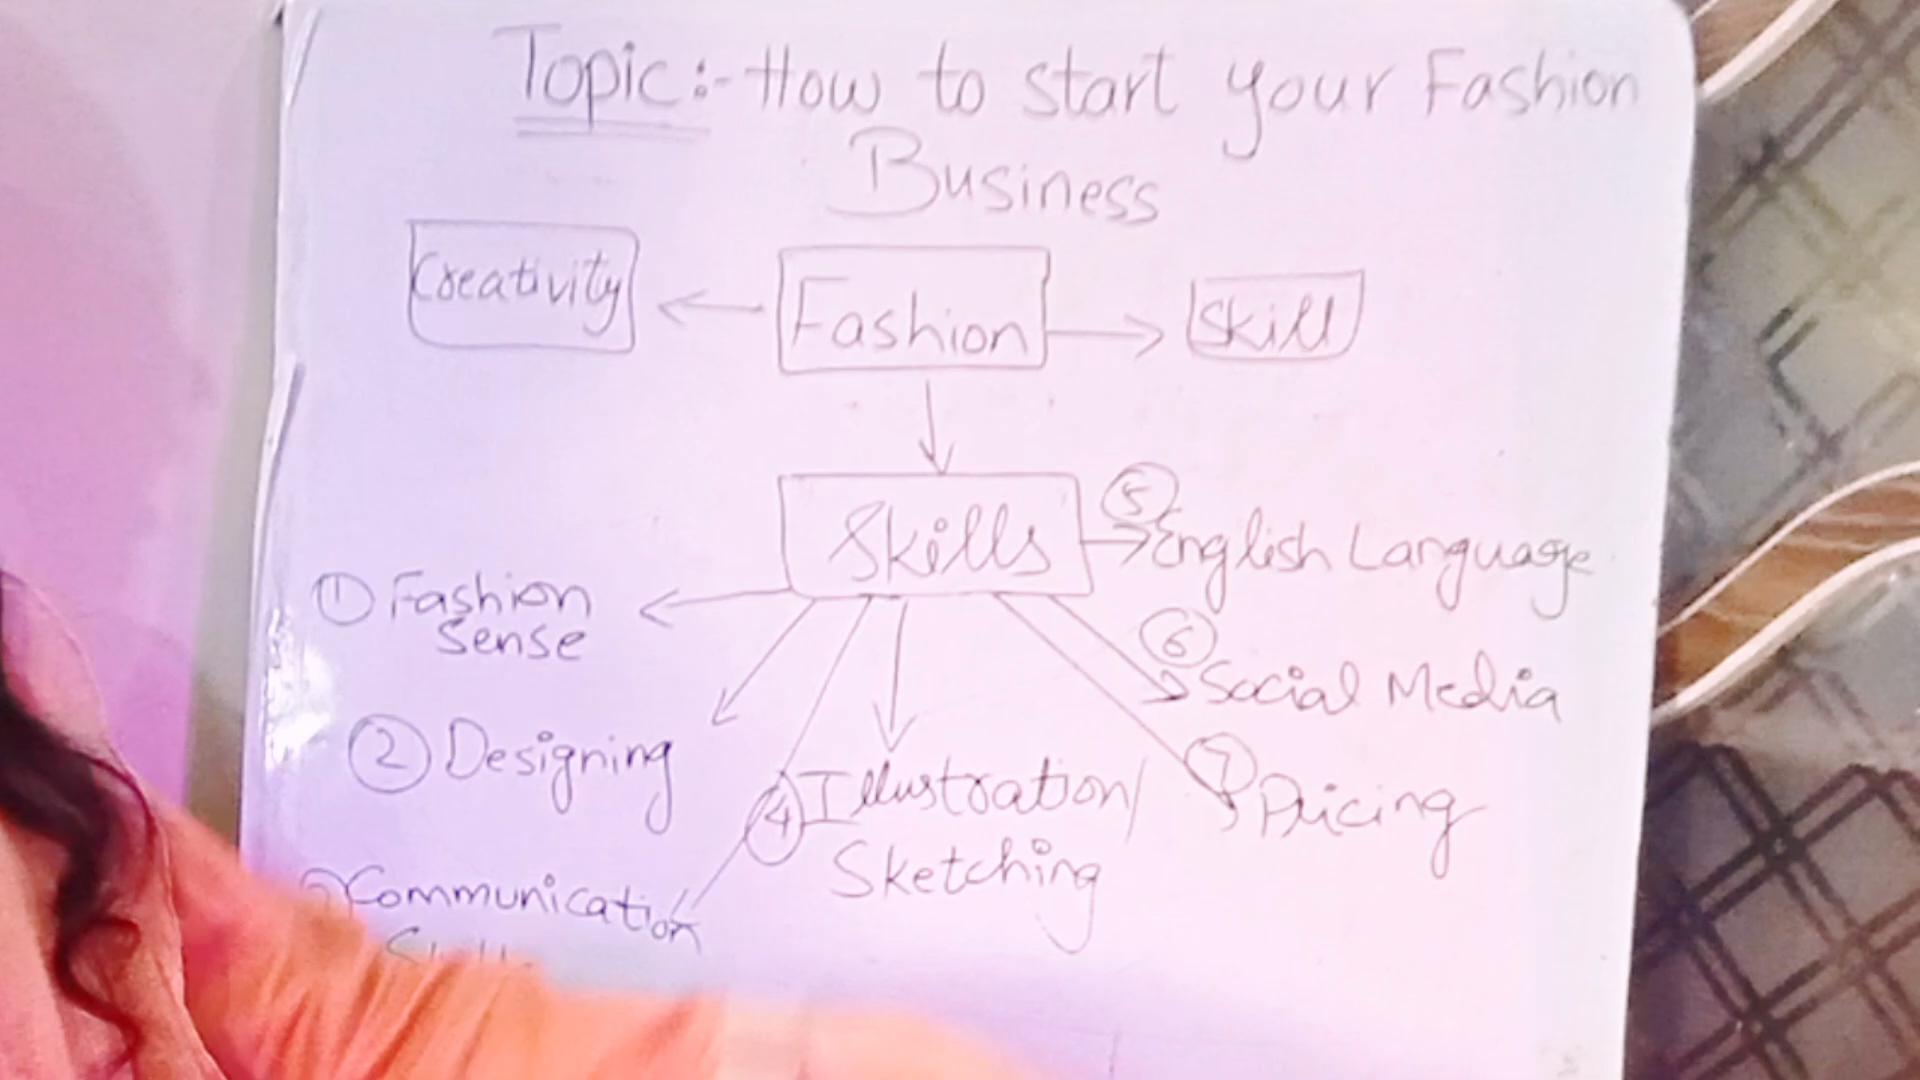 Topic:- How to start your Fashion
Business
Creativity
Fashion
Skill
Skills
① Fashion
Sense
② Designing
Communication
④ Illustration/
Sketching
⑤ English Language
⑥ Social Media
⑦ Pricing